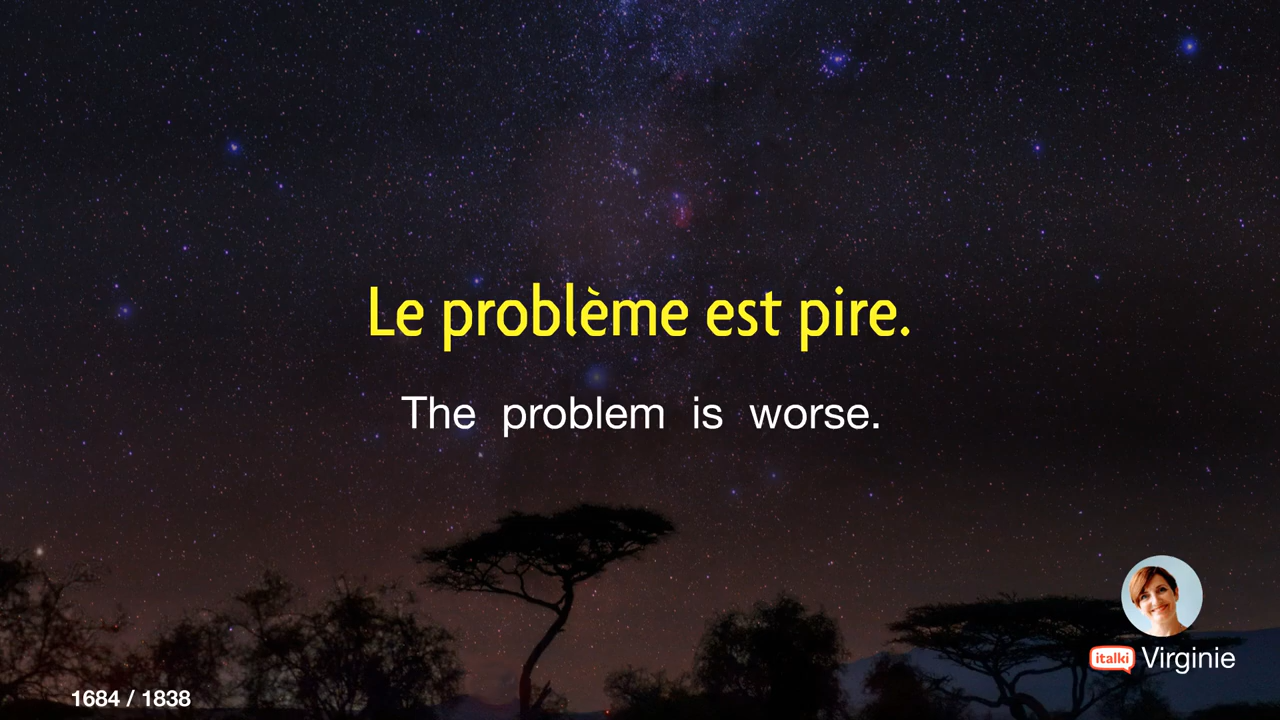 Le problème est pire.
The problem is worse.
italki Virginie
1684 / 1838